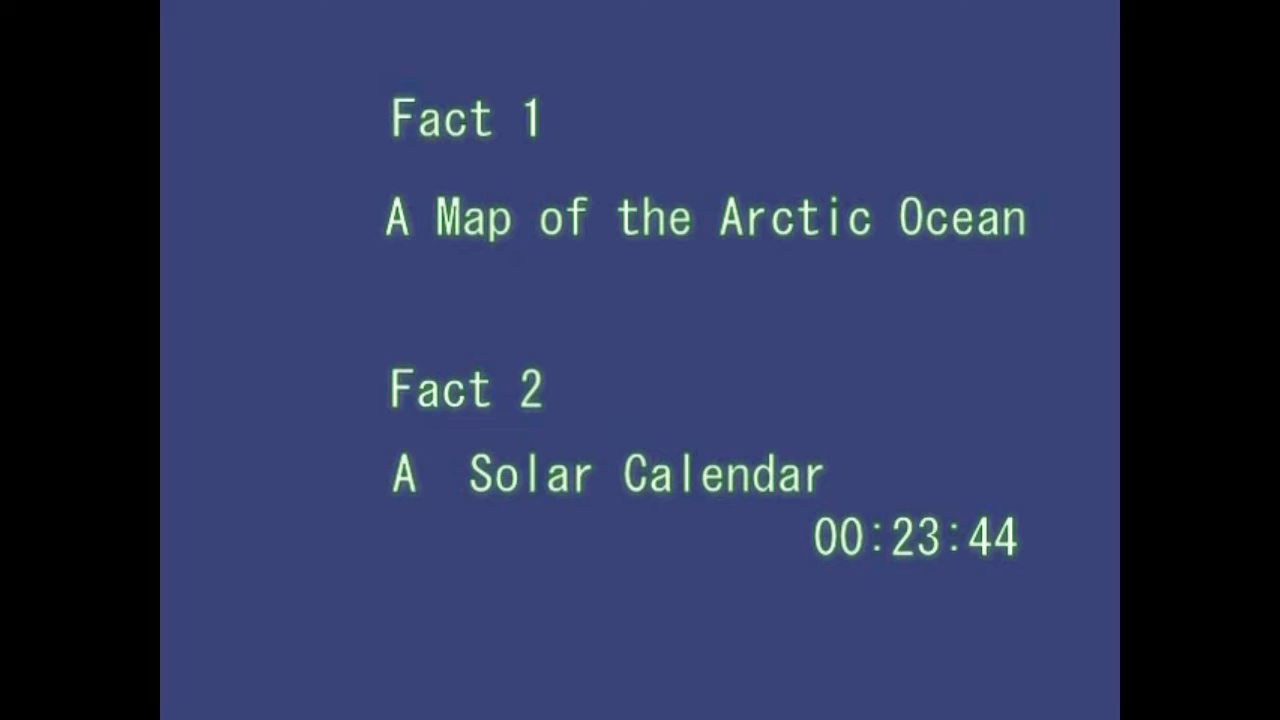 Fact 1
A Map of the Arctic Ocean
Fact 2
A Solar Calendar
00:23:44